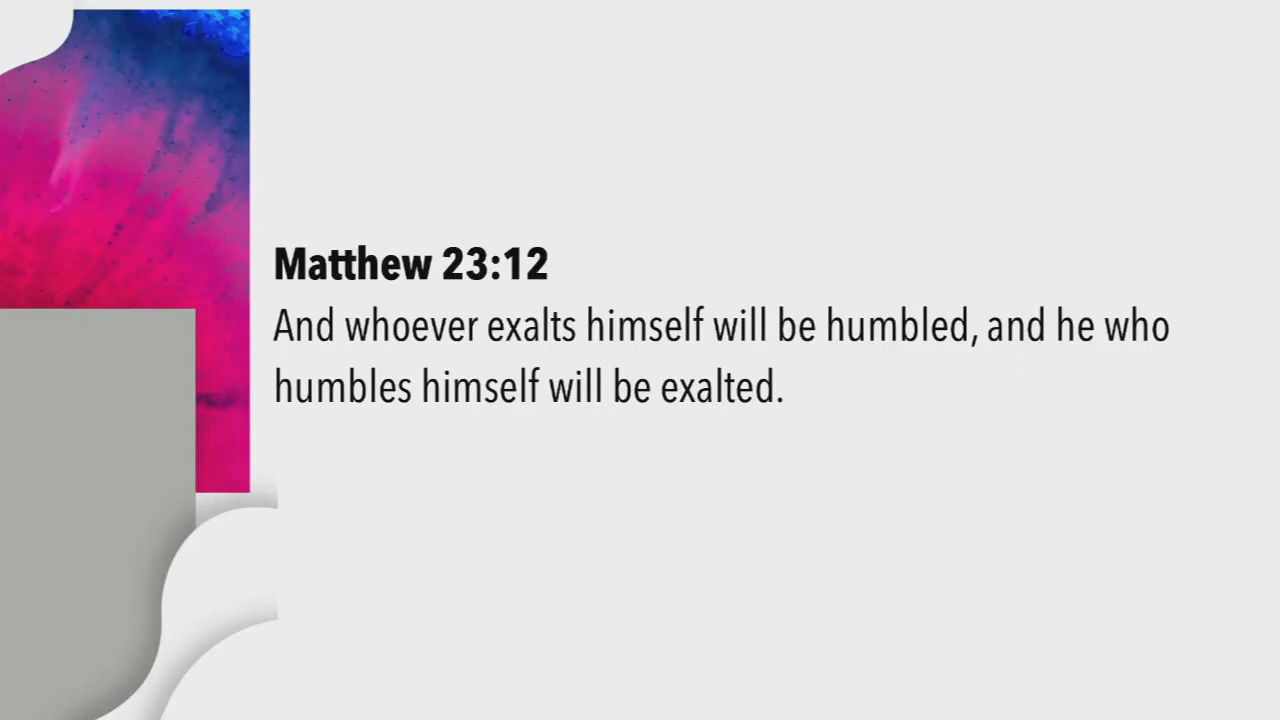 Matthew 23:12
And whoever exalts himself will be humbled, and he who
humbles himself will be exalted.